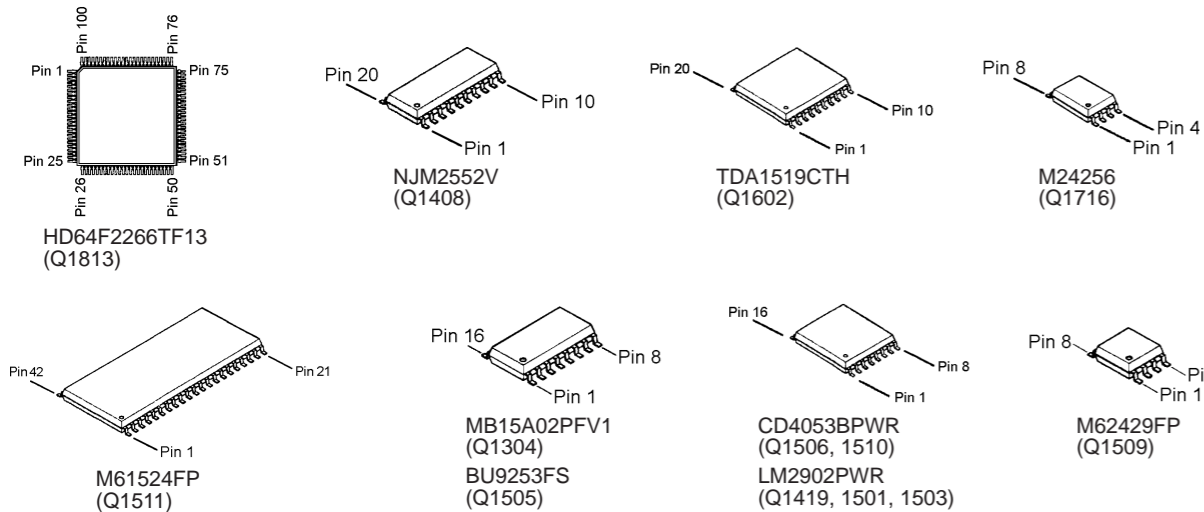 Pin 100
Pin 76
Pin 1
Pin 75
Pin 25
Pin 51
Pin 26
Pin 50
HD64F2266TF13
(Q1813)
Pin 20
Pin 10
Pin 1
NJM2552V
(Q1408)
Pin 20
Pin 10
Pin 1
TDA1519CTH
(Q1602)
Pin 8
Pin 4
Pin 1
M24256
(Q1716)
Pin 42
Pin 21
Pin 1
M61524FP
(Q1511)
Pin 16
Pin 8
Pin 1
MB15A02PFV1
(Q1304)
BU9253FS
(Q1505)
Pin 16
Pin 8
Pin 1
CD4053BPWR
(Q1506, 1510)
LM2902PWR
(Q1419, 1501, 1503)
Pin 8
Pin 1
M62429FP
(Q1509)